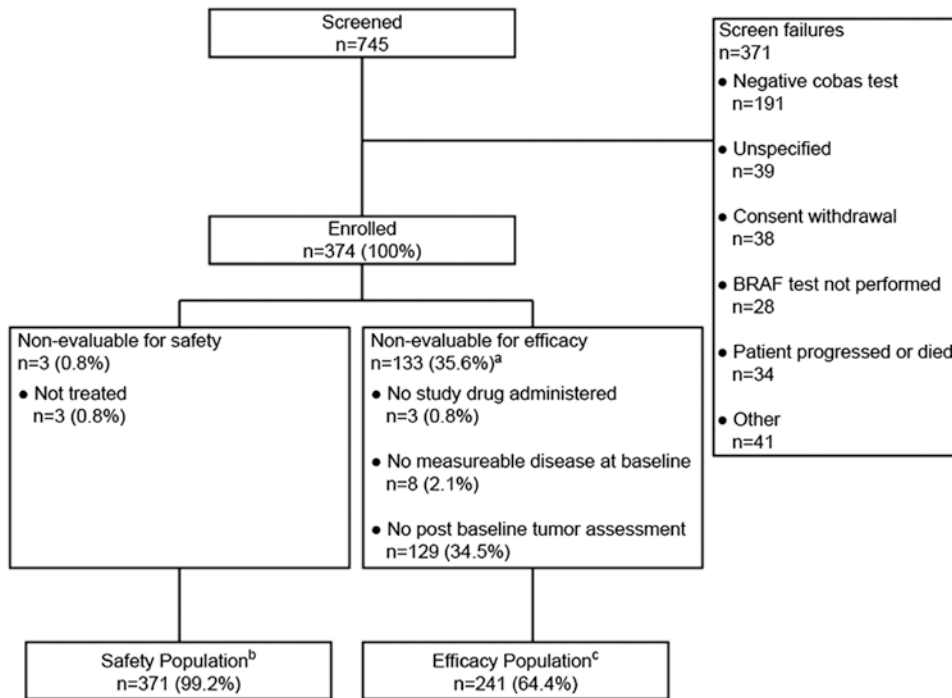 Screened
n=745
Screen failures
n=371
● Negative cobas test
n=191
● Unspecified
n=39
● Consent withdrawal
n=38
● BRAF test not performed
n=28
● Patient progressed or died
n=34
● Other
n=41
Enrolled
n=374 (100%)
Non-evaluable for safety
n=3 (0.8%)
● Not treated
n=3 (0.8%)
Non-evaluable for efficacy
n=133 (35.6%)a
● No study drug administered
n=3 (0.8%)
● No measureable disease at baseline
n=8 (2.1%)
● No post baseline tumor assessment
n=129 (34.5%)
Safety Populationb
n=371 (99.2%)
Efficacy Populationc
n=241 (64.4%)